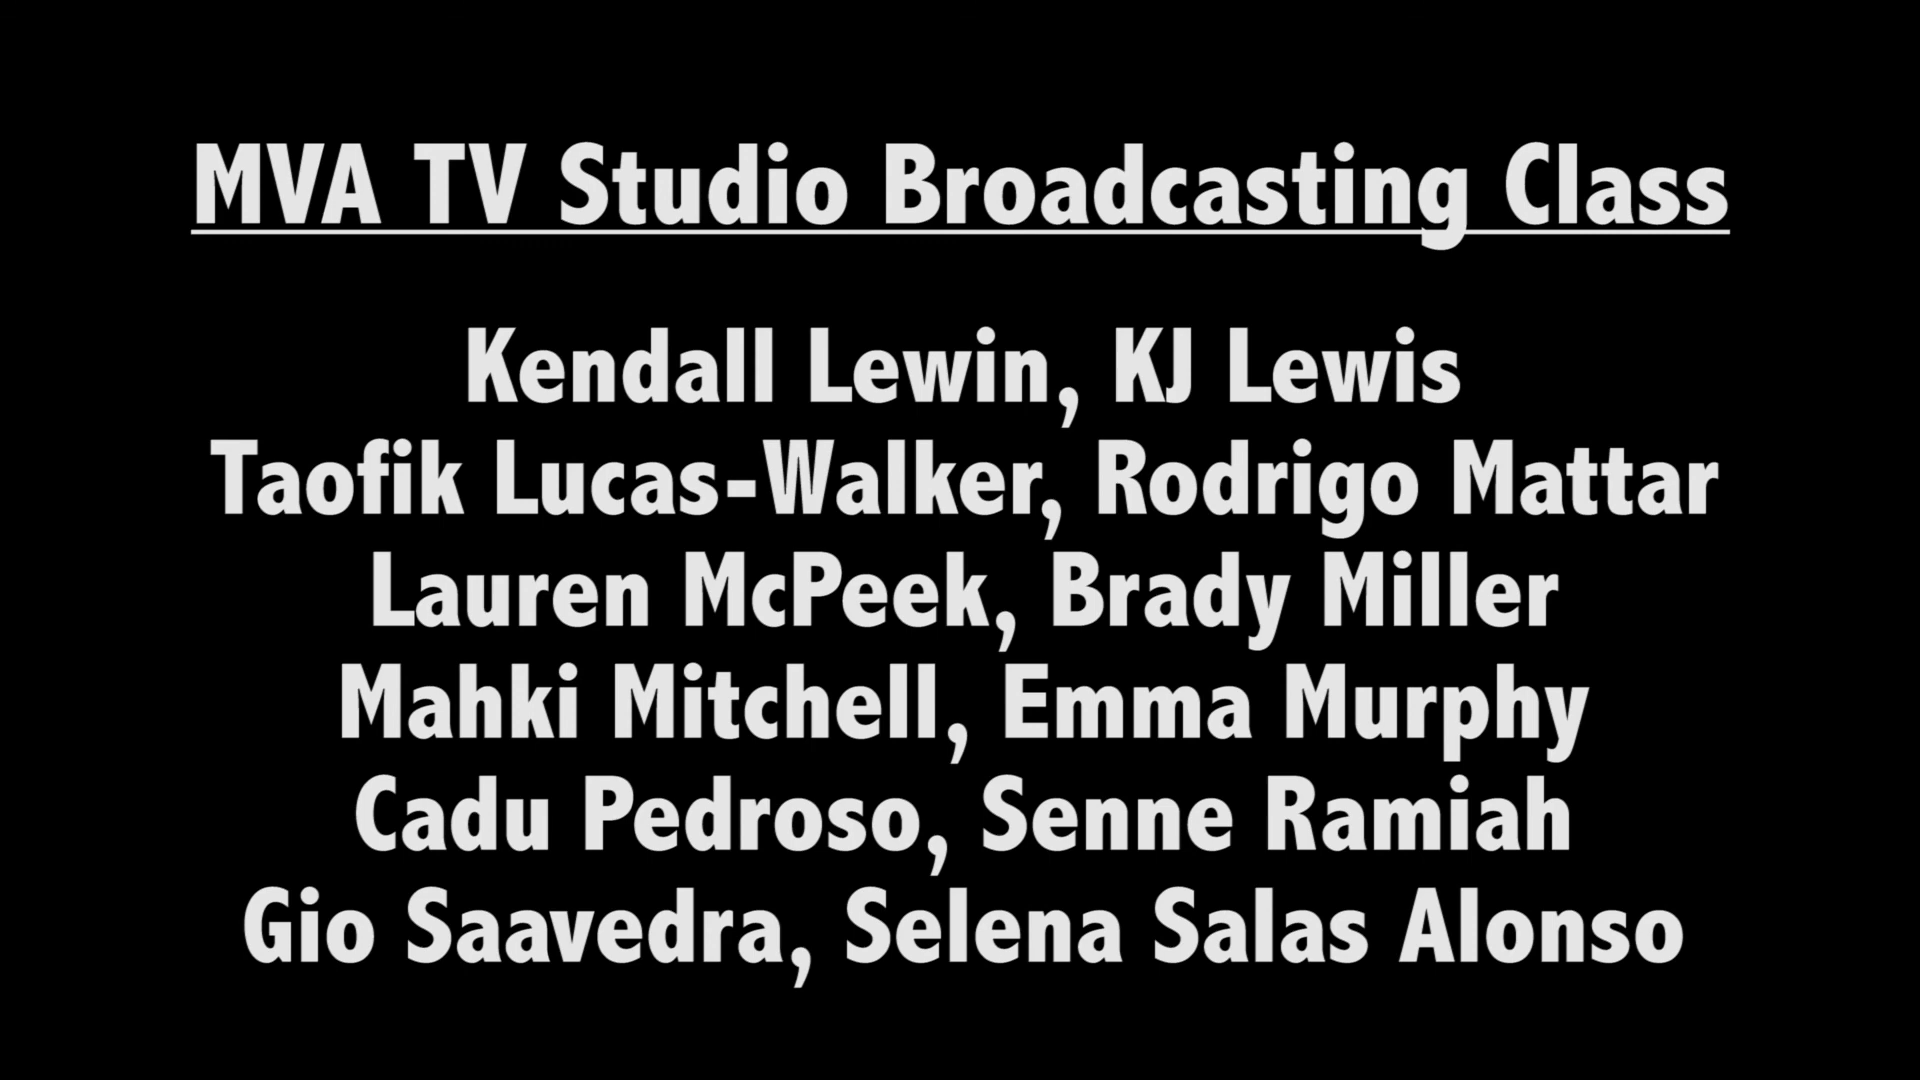 MVA TV Studio Broadcasting Class
Kendall Lewin, KJ Lewis
Taofik Lucas-Walker, Rodrigo Mattar
Lauren McPeek, Brady Miller
Mahki Mitchell, Emma Murphy
Cadu Pedroso, Senne Ramiah
Gio Saavedra, Selena Salas Alonso